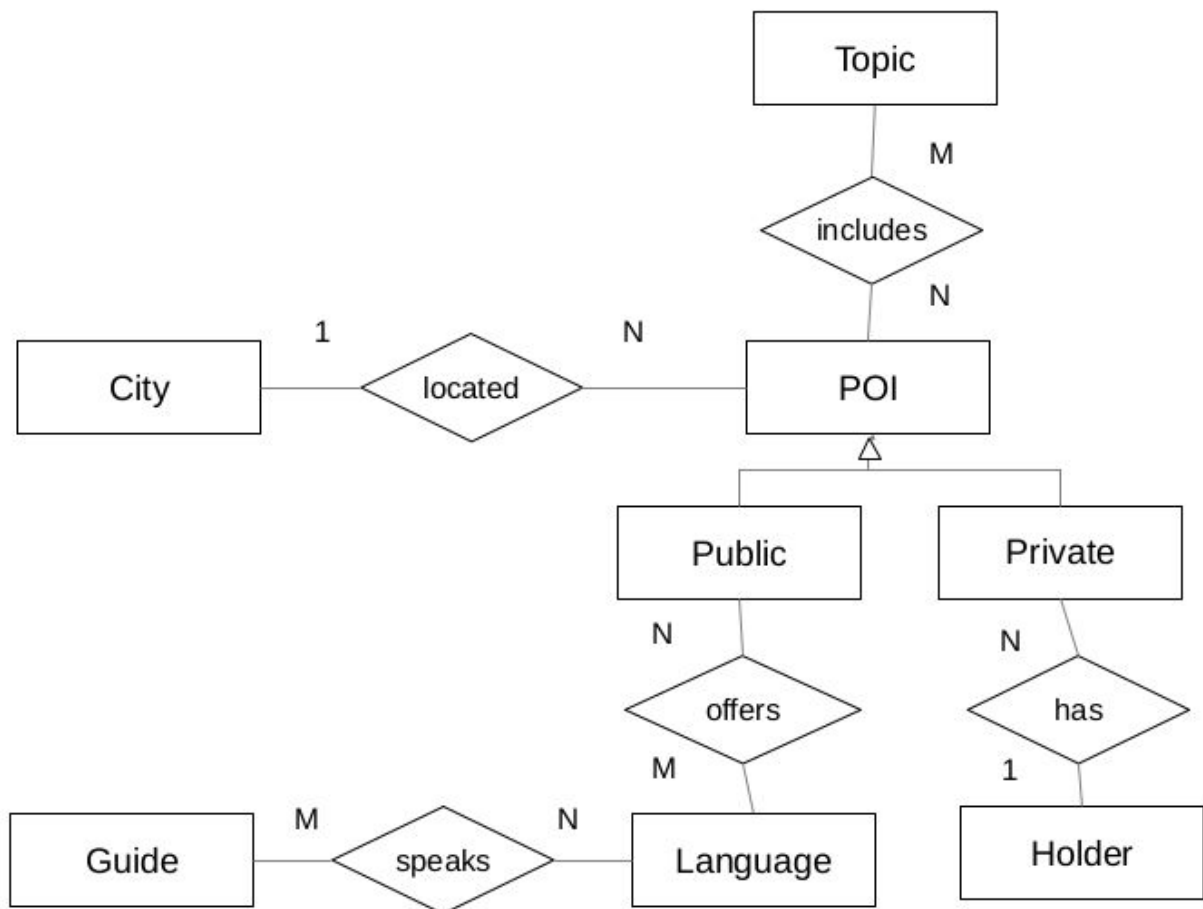 Topic
M
includes
N
1
N
City
located
POI
Public
Private
N
N
offers
has
M
1
M
N
Guide
speaks
Language
Holder